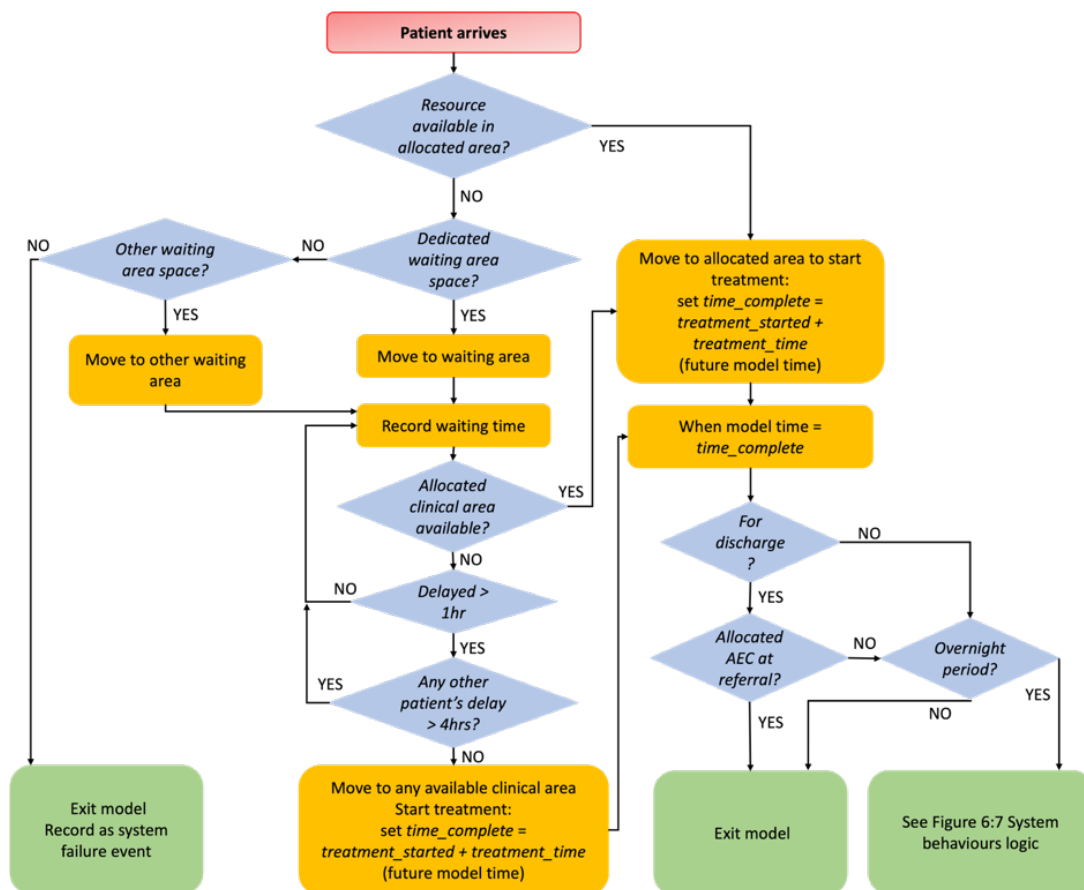 Patient arrives
Resource
available in
allocated area?
YES
NO
NO
Other waiting
area space?
NO
Dedicated
waiting area
space?
Move to allocated area to start
treatment:
set time_complete =
treatment_started +
treatment_time
(future model time)
YES
YES
Move to other waiting
area
Move to waiting area
Record waiting time
When model time =
time_complete
Allocated
clinical area
available?
YES
For
discharge
?
NO
NO
NO
Delayed >
1hr
YES
YES
Allocated
AEC at
referral?
NO
Overnight
period?
YES
Any other
patient's delay
> 4hrs?
YES
NO
YES
NO
Exit model
Record as system
failure event
Move to any available clinical area
Start treatment:
set time_complete =
treatment_started + treatment_time
(future model time)
Exit model
See Figure 6:7 System
behaviours logic